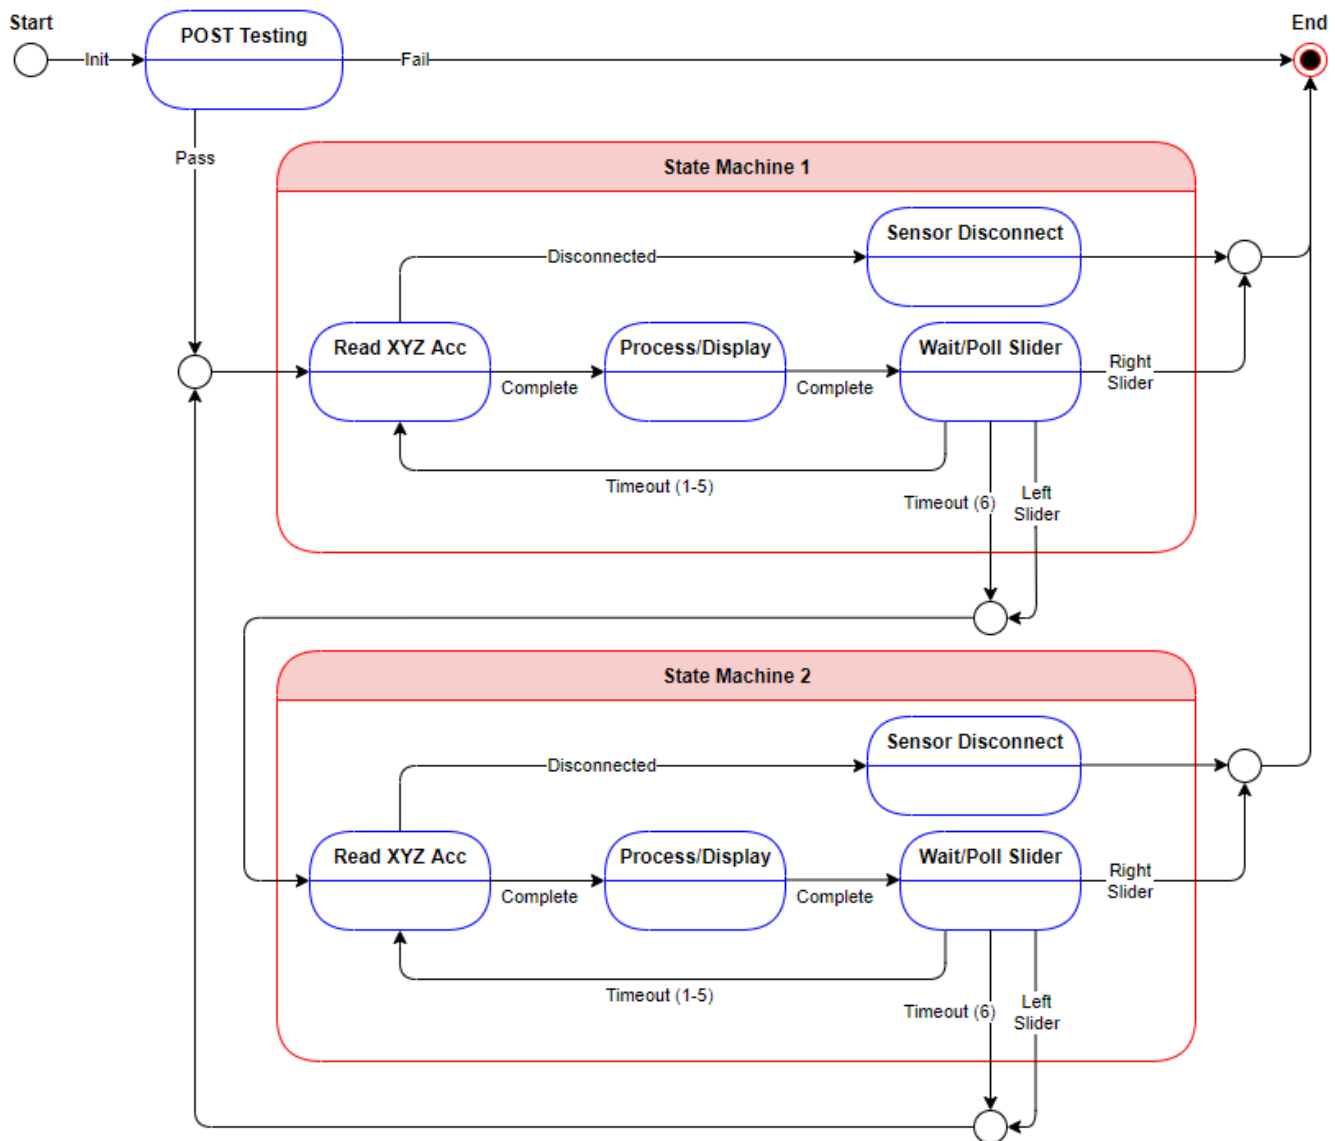 Start
End
POST Testing
Init
Fail
Pass
State Machine 1
Sensor Disconnect
Disconnected
Read XYZ Acc
Process/Display
Wait/Poll Slider
Right
Slider
Complete
Complete
Timeout (1-5)
Timeout (6)
Left
Slider
State Machine 2
Sensor Disconnect
Disconnected
Read XYZ Acc
Process/Display
Wait/Poll Slider
Right
Slider
Complete
Complete
Timeout (1-5)
Timeout (6)
Left
Slider